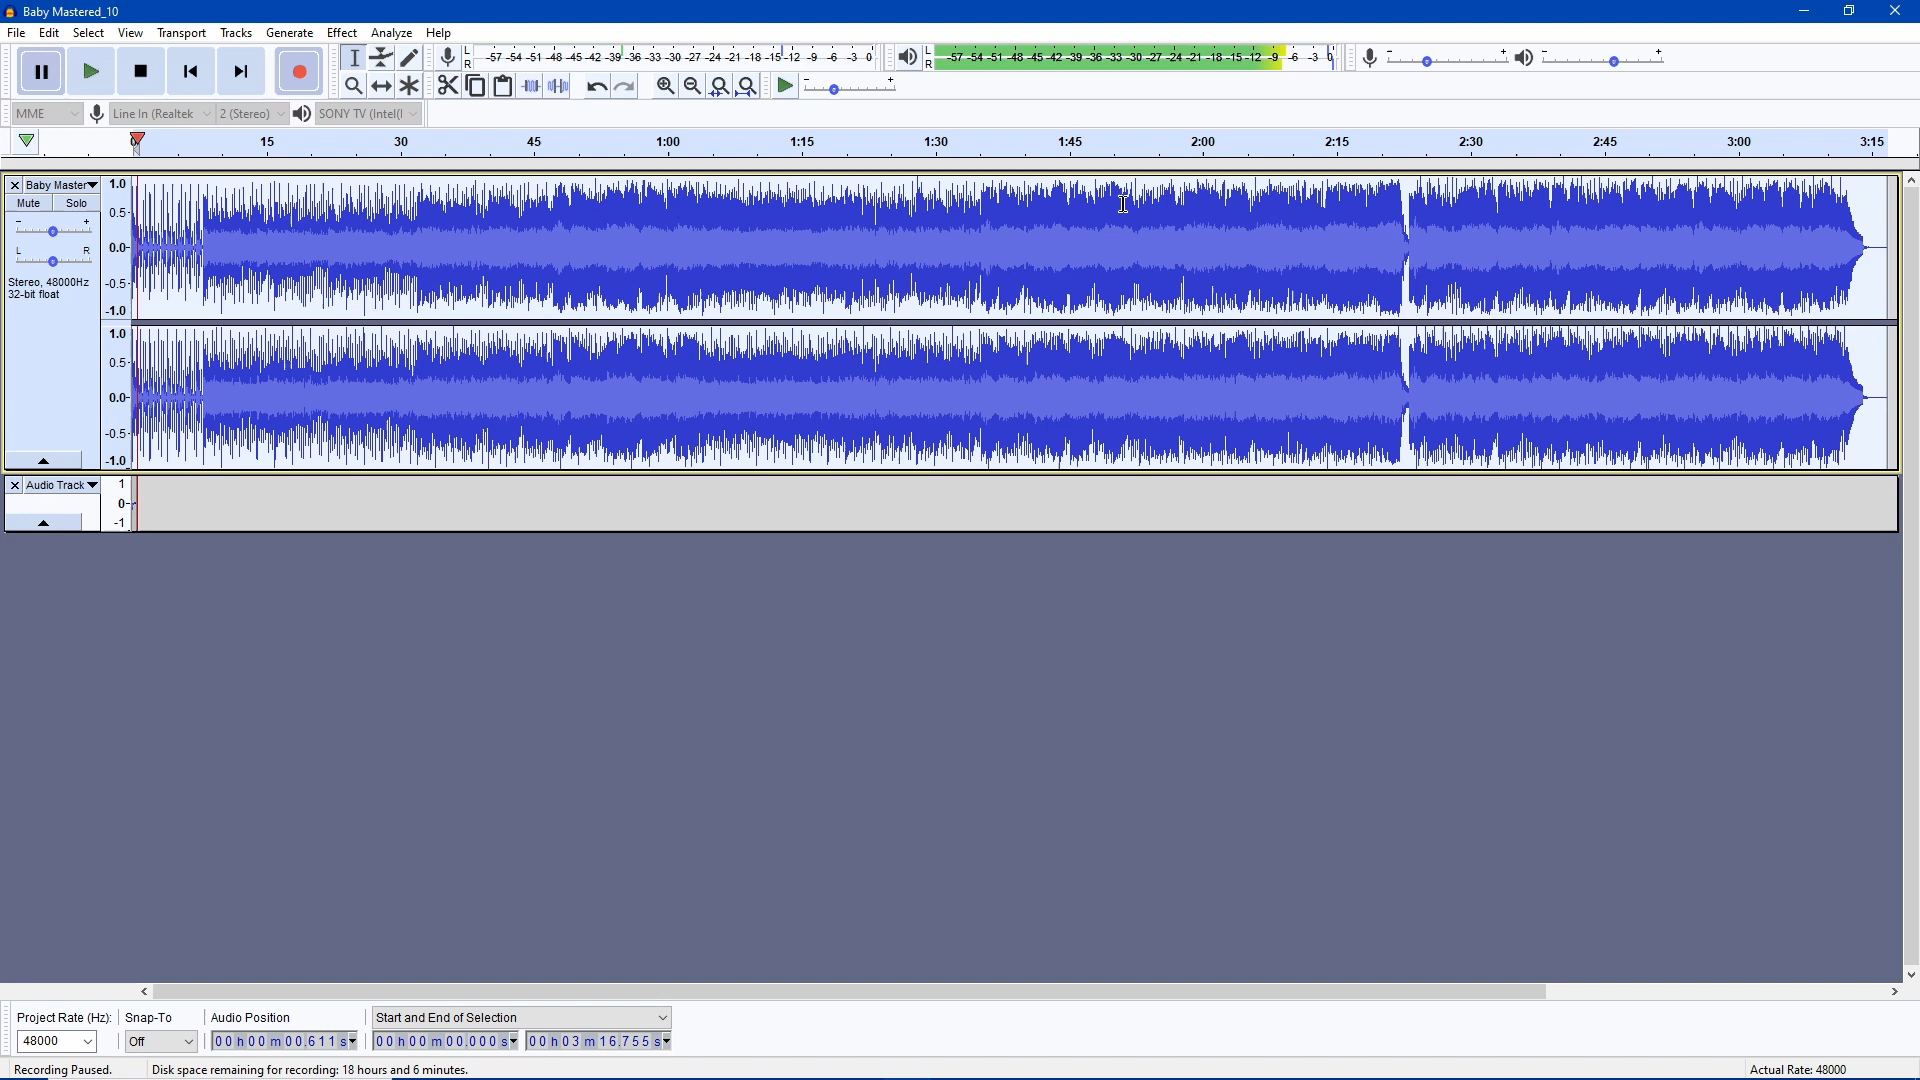 Baby Mastered_10
File Edit Select View Transport Tracks Generate Effect Analyze Help
L R -57 -54 -51 -48 -45 -42 -39 -36 -33 -30 -27 -24 -21 -18 -15 -12 -9 -6 -3 0
L R -57 -54 -51 -48 -45 -42 -39 -36 -33 -30 -27 -24 -21 -18 -15 -12 -9 -6 -3 0
- + - +
- +
MME Line In (Realtek 2 (Stereo) SONY TV (Intel(I
0 15 30 45 1:00 1:15 1:30 1:45 2:00 2:15 2:30 2:45 3:00 3:15
Baby Master
Mute Solo
- +
L R
Stereo, 48000Hz
32-bit float
1.0
0.5-
0.0-
-0.5-
-1.0
1.0
0.5-
0.0-
-0.5-
-1.0
Audio Track
1
0-
-1
Project Rate (Hz): Snap-To Audio Position Start and End of Selection
48000 Off 00 h 00 m 00.611 s 00 h 00 m 00.000 s 00 h 03 m 16.755 s
Recording Paused. Disk space remaining for recording: 18 hours and 6 minutes. Actual Rate: 48000